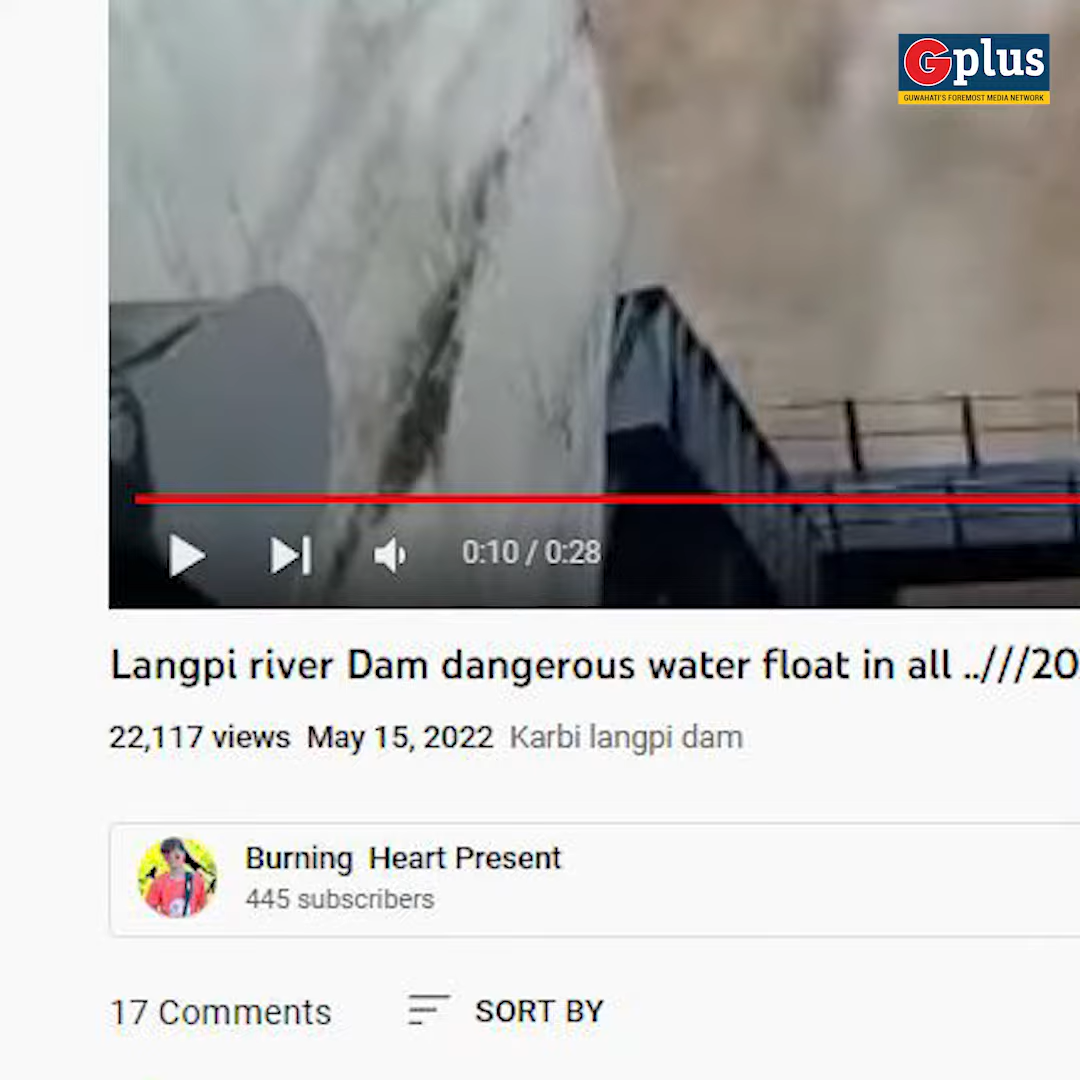 Gplus
GUWAHATI'S FOREMOST MEDIA NETWORK
0:10 / 0:28
Langpi river Dam dangerous water float in all ..///20
22,117 views May 15, 2022 Karbi langpi dam
Burning Heart Present
445 subscribers
17 Comments SORT BY